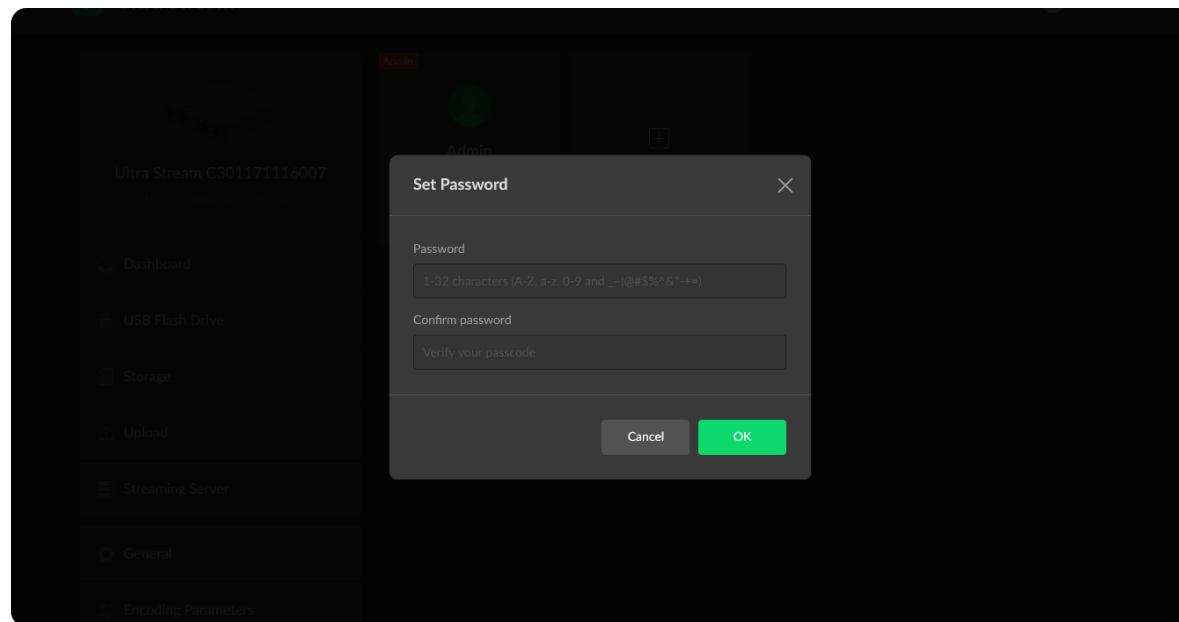 Admin
Admin
Ultra Stream C301171116007
Set Password
Password
1-32 characters (A-Z, a-z, 0-9 and _~!@#$%^&*-+=)
Confirm password
Verify your passcode
Cancel
OK
Dashboard
USB Flash Drive
Storage
Upload
Streaming Server
General
Encoding Parameters